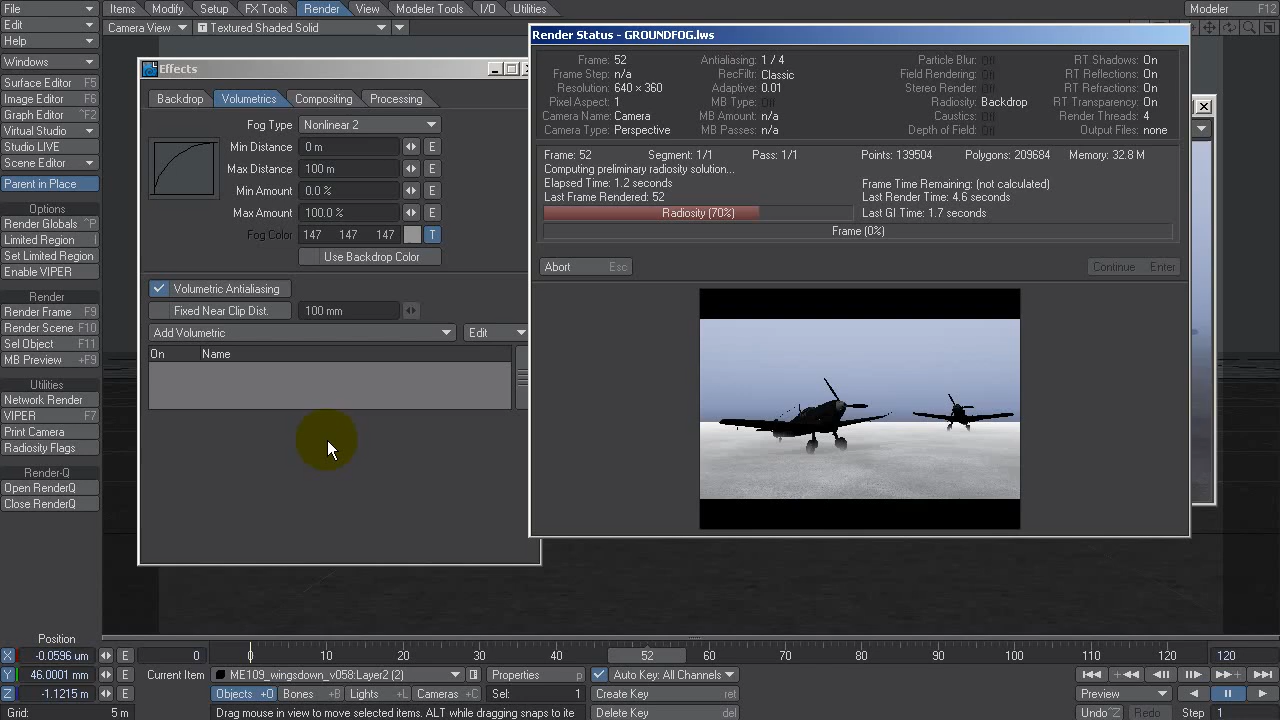 File
Items
Modify
Setup
FX Tools
Render
View
Modeler Tools
I/O
Utilities
Modeler F12
Edit
Help
Camera View
T Textured Shaded Solid
Windows
Surface Editor F5
Image Editor F6
Graph Editor ^F2
Virtual Studio
Studio LIVE
Scene Editor
Parent in Place
Options
Render Globals ^P
Limited Region l
Set Limited Region
Enable VIPER
Render
Render Frame F9
Render Scene F10
Sel Object F11
MB Preview +F9
Utilities
Network Render
VIPER F7
Print Camera
Radiosity Flags
Render-Q
Open RenderQ
Close RenderQ
Effects
Backdrop
Volumetrics
Compositing
Processing
Fog Type Nonlinear 2
Min Distance 0 m E
Max Distance 100 m E
Min Amount 0.0 % E
Max Amount 100.0 % E
Fog Color 147 147 147 T
Use Backdrop Color
Volumetric Antialiasing
Fixed Near Clip Dist. 100 mm
Add Volumetric
Edit
On Name
Render Status - GROUNDFOG.lws
Frame: 52 Antialiasing: 1 / 4 Particle Blur: Off RT Shadows: On
Frame Step: n/a RecFiltr: Classic Field Rendering: Off RT Reflections: On
Resolution: 640 × 360 Adaptive: 0.01 Stereo Render: Off RT Refractions: On
Pixel Aspect: 1 MB Type: Off Radiosity: Backdrop RT Transparency: On
Camera Name: Camera MB Amount: n/a Caustics: Off Render Threads: 4
Camera Type: Perspective MB Passes: n/a Depth of Field: Off Output Files: none
Frame: 52 Segment: 1/1 Pass: 1/1 Points: 139504 Polygons: 209684 Memory: 32.8 M
Computing preliminary radiosity solution...
Elapsed Time: 1.2 seconds Frame Time Remaining: (not calculated)
Last Frame Rendered: 52 Last Render Time: 4.6 seconds
Radiosity (70%) Last GI Time: 1.7 seconds
Frame (0%)
Abort Esc Continue Enter
Position
X -0.0596 um E
Y 46.0001 mm E
Z -1.1215 m E
Grid: 5 m
0 0 10 20 30 40 52 60 70 80 90 100 110 120 120
Current Item ME109_wingsdown_v058:Layer2 (2) Properties p Auto Key: All Channels
Objects +O Bones +B Lights +L Cameras +C Sel: 1 Create Key ret Preview
Drag mouse in view to move selected items. ALT while dragging snaps to ite Delete Key del Undo^Z Redo Step 1